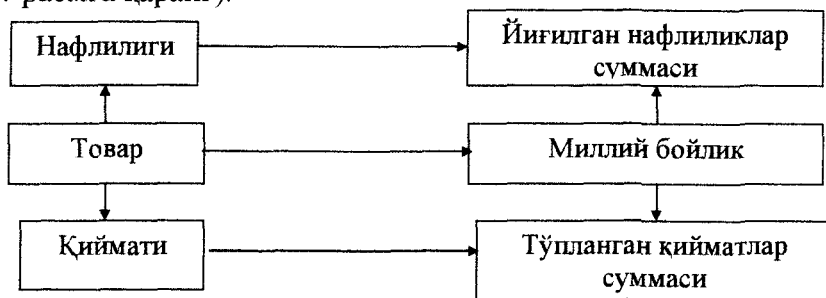 расмга қаранг).
Нафлилиги
Йиғилган нафлиликлар
суммаси
Товар
Миллий бойлик
Қиймати
Тўпланган қийматлар
суммаси